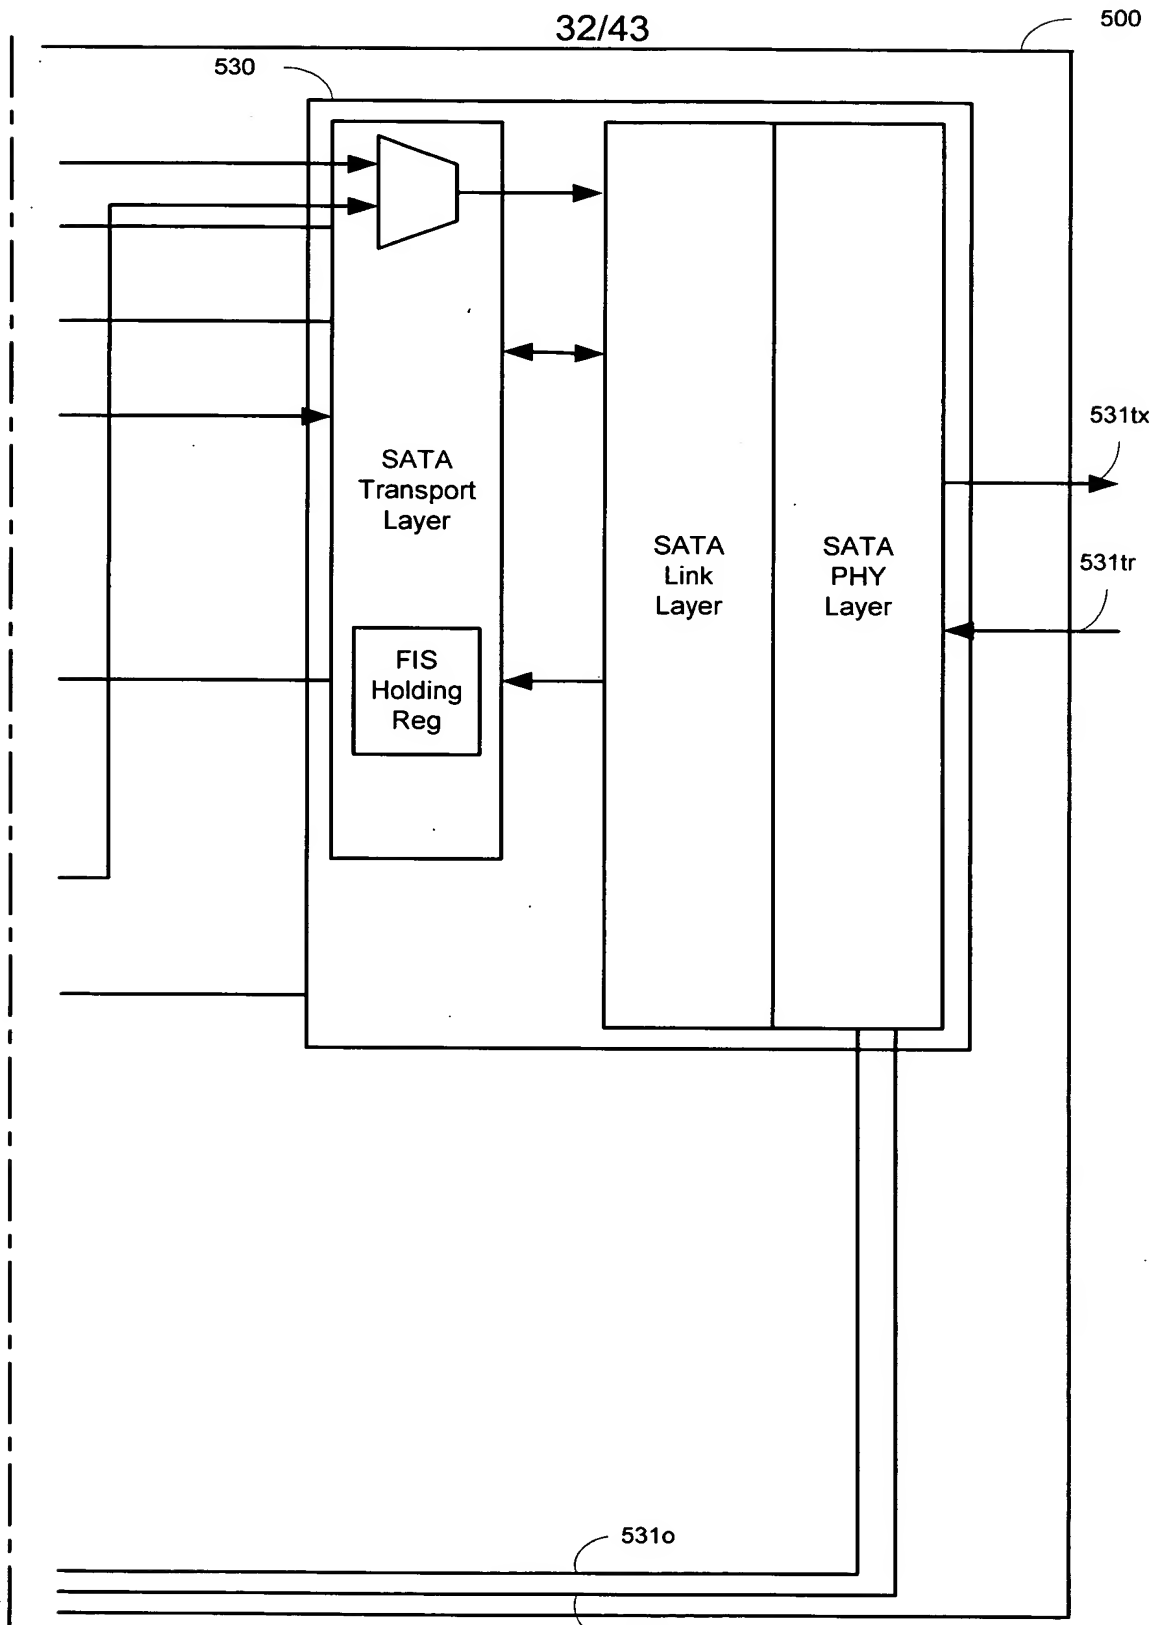 32/43
500
530
531tx
SATA
Transport
Layer
SATA
Link
Layer
SATA
PHY
Layer
531tr
FIS
Holding
Reg
531o